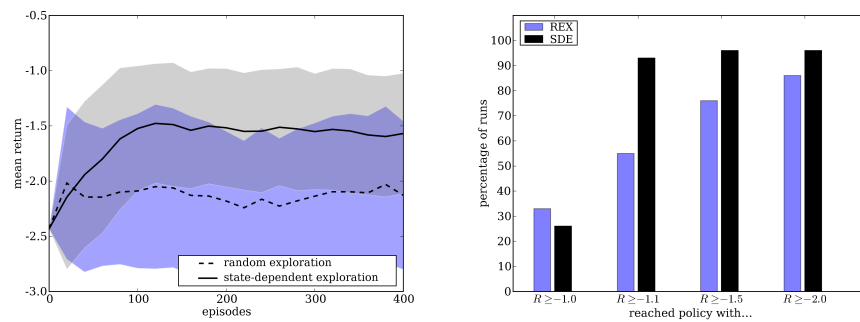 -0.5
-1.0
-1.5
-2.0
-2.5
-3.0
mean return
0
100
200
300
400
episodes
random exploration
state-dependent exploration
100
90
80
70
60
50
40
30
20
10
0
percentage of runs
REX
SDE
R ≥−1.0
R ≥−1.1
R ≥−1.5
R ≥−2.0
reached policy with...